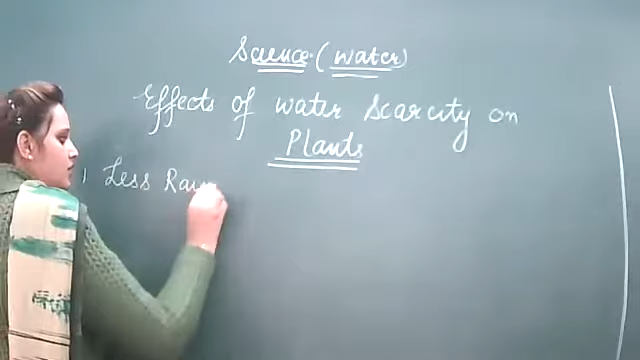 Science (water)
Effects of water scarcity on
Plants
1 Less Rain